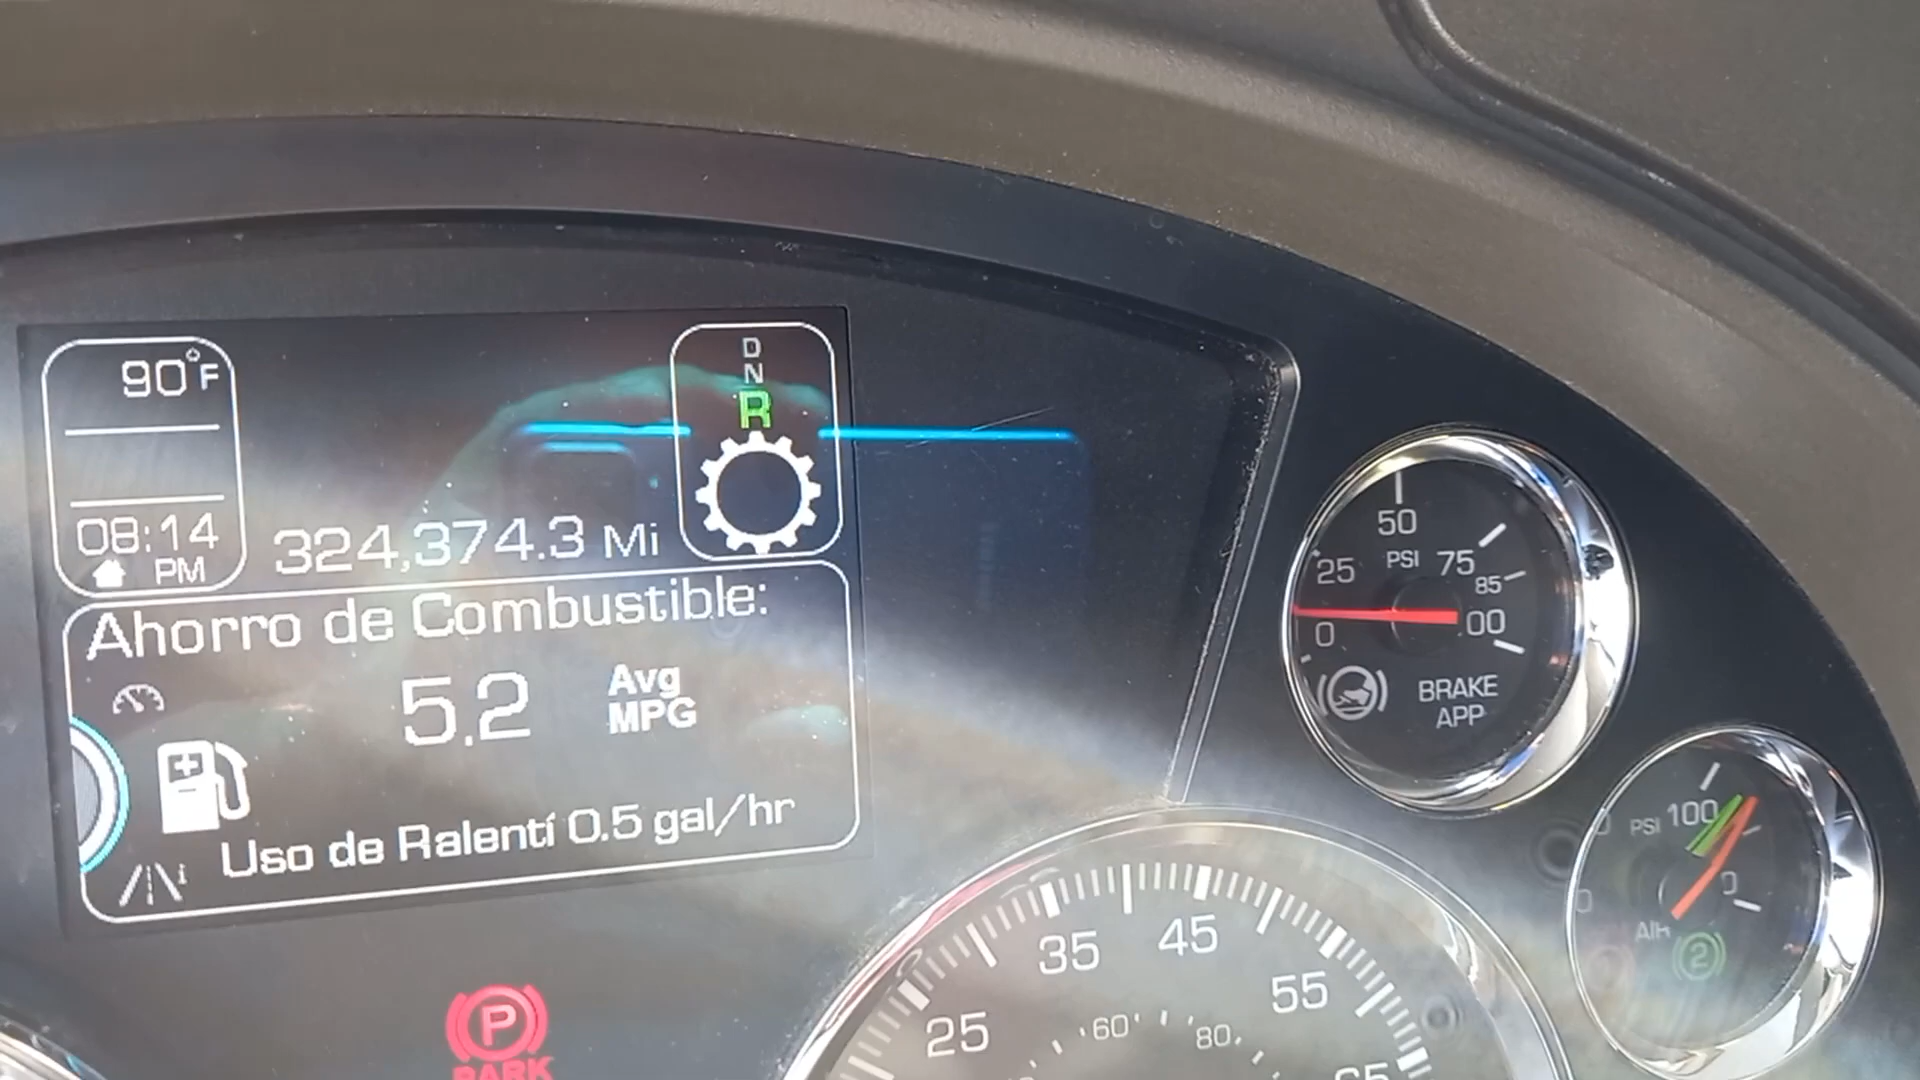 90°F
D
N
R
08:14
PM
324,374.3 Mi
Ahorro de Combustible:
5.2
Avg
MPG
Uso de Ralentí 0.5 gal/hr
P
PARK
50
25
PSI
75
85
0
BRAKE
APP
PSI 100
AIR
2
25
35
45
55
65
60
80